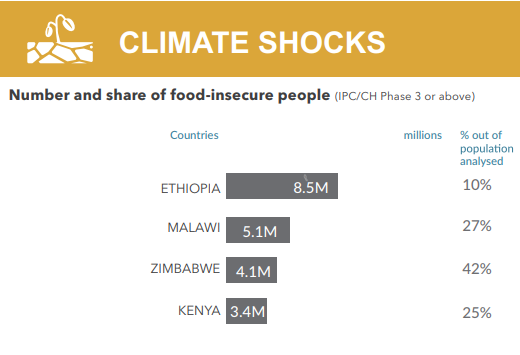 CLIMATE SHOCKS
Number and share of food-insecure people (IPC/CH Phase 3 or above)
Countries millions % out of
population
analysed
ETHIOPIA 8.5M 10%
MALAWI 5.1M 27%
ZIMBABWE 4.1M 42%
KENYA 3.4M 25%